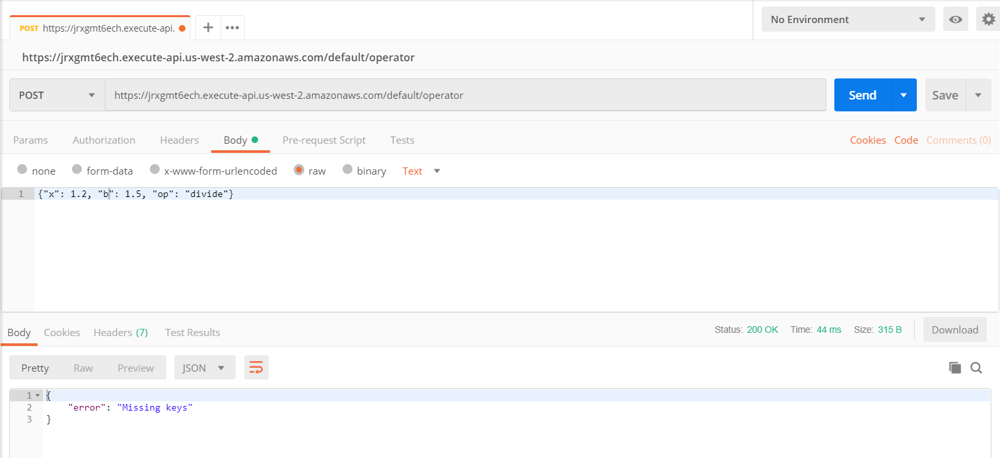 POST https://jrxgmt6ech.execute-api.
No Environment
https://jrxgmt6ech.execute-api.us-west-2.amazonaws.com/default/operator
POST https://jrxgmt6ech.execute-api.us-west-2.amazonaws.com/default/operator Send Save
Params Authorization Headers Body Pre-request Script Tests Cookies Code Comments (0)
none form-data x-www-form-urlencoded raw binary Text
1 {"x": 1.2, "b": 1.5, "op": "divide"}
Body Cookies Headers (7) Test Results Status: 200 OK Time: 44 ms Size: 315 B Download
Pretty Raw Preview JSON
1 {
2 "error": "Missing keys"
3 }